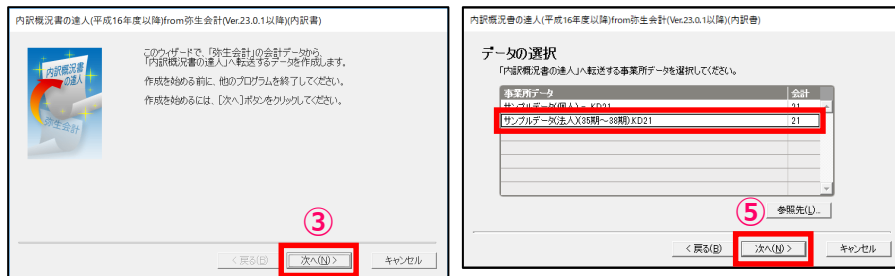 内訳概況書の達人(平成16年度以降)from弥生会計(Ver.23.0.1以降)(内訳書)
内訳概況書
の達人
弥生会計
このウィザードで、「弥生会計」の会計データから、
「内訳概況書の達人」へ転送するデータを作成します。
作成を始める前に、他のプログラムを終了してください。
作成を始めるには、[次へ]ボタンをクリックしてください。
③
< 戻る(B)
次へ(N) >
キャンセル
内訳概況書の達人(平成16年度以降)from弥生会計(Ver.23.0.1以降)(内訳書)
データの選択
「内訳概況書の達人」へ転送する事業所データを選択してください。
事業所データ 会計
サンプルデータ(個人) 21
サンプルデータ(法人)(35期~38期).KD21 21
参照先(L)...
⑤
< 戻る(B)
次へ(N) >
キャンセル